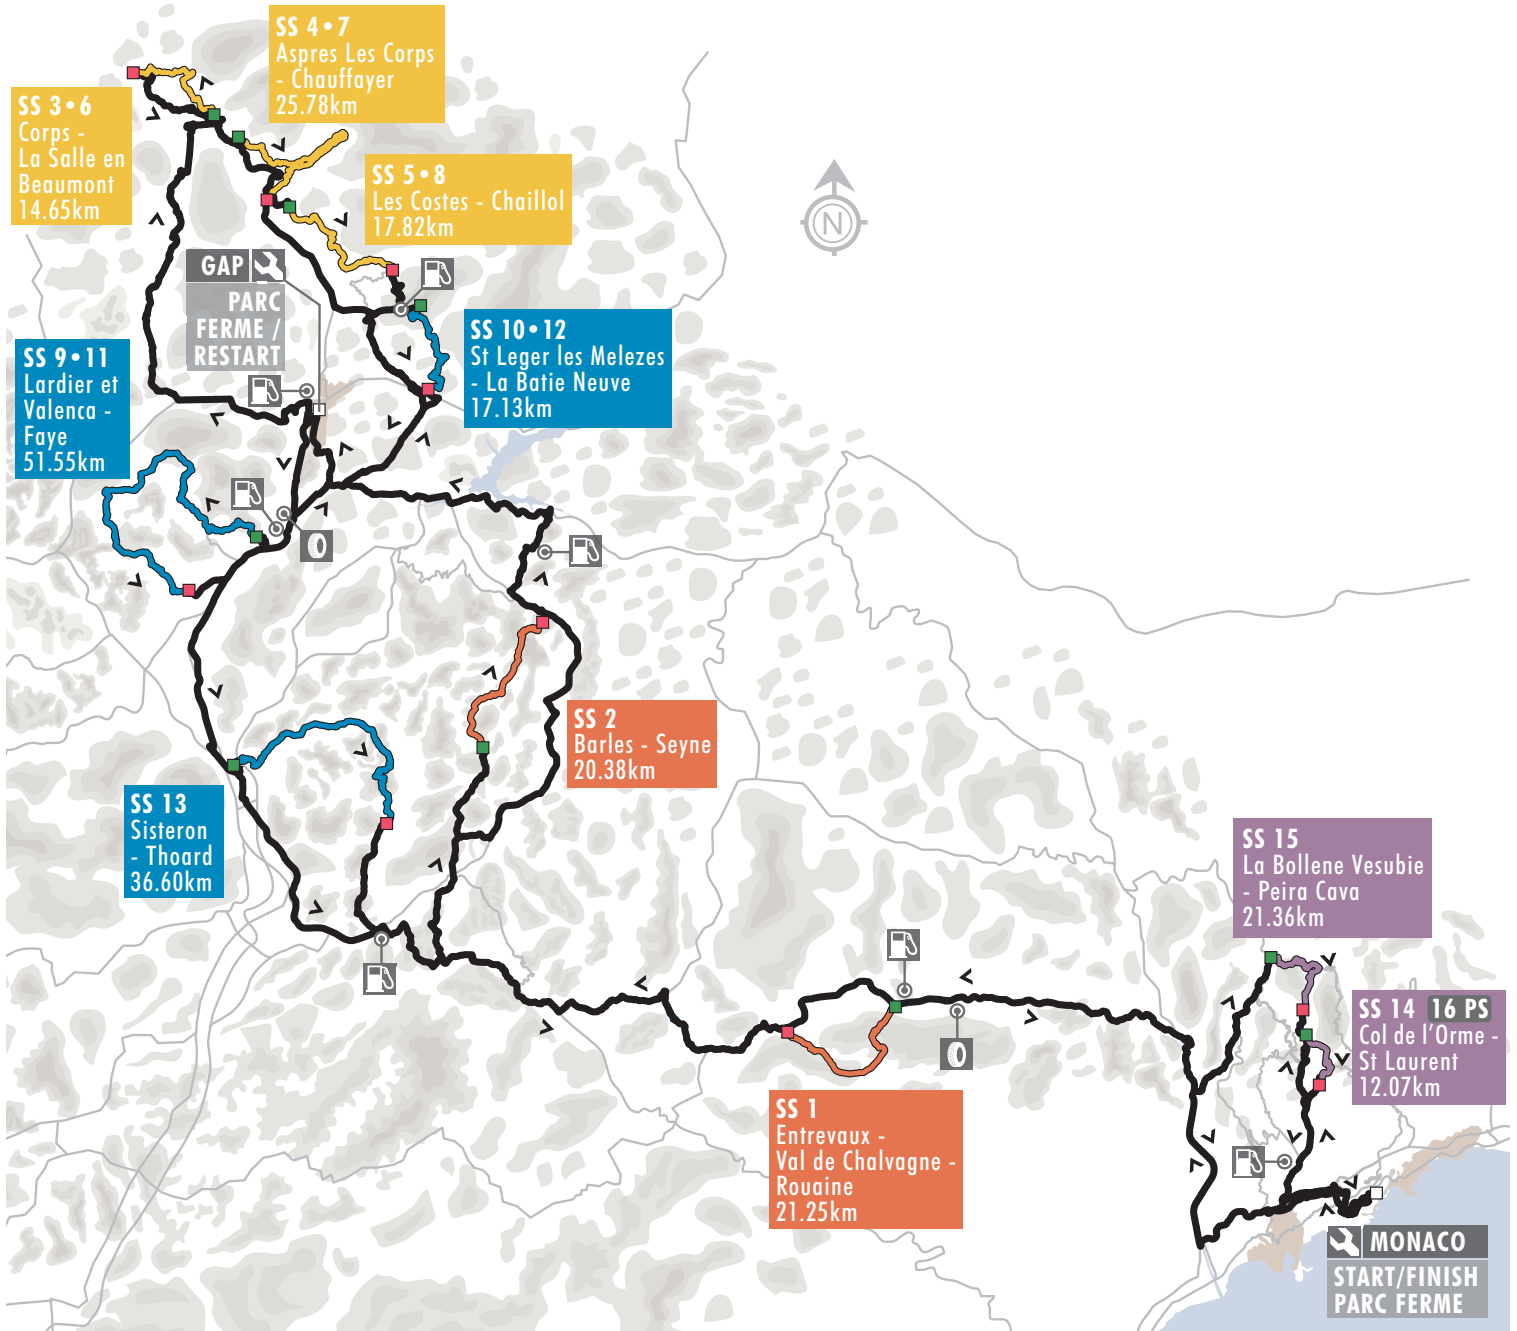 SS 4•7
Aspres Les Corps
- Chauffayer
25.78km
SS 3•6
Corps -
La Salle en
Beaumont
14.65km
SS 5•8
Les Costes - Chaillol
17.82km
N
GAP
PARC
FERME /
RESTART
SS 10•12
St Leger les Melezes
- La Batie Neuve
17.13km
SS 9•11
Lardier et
Valenca -
Faye
51.55km
SS 2
Barles - Seyne
20.38km
SS 13
Sisteron
- Thoard
36.60km
SS 15
La Bollene Vesubie
- Peira Cava
21.36km
SS 14 16 PS
Col de l'Orme -
St Laurent
12.07km
SS 1
Entrevaux -
Val de Chalvagne -
Rouaine
21.25km
MONACO
START/FINISH
PARC FERME